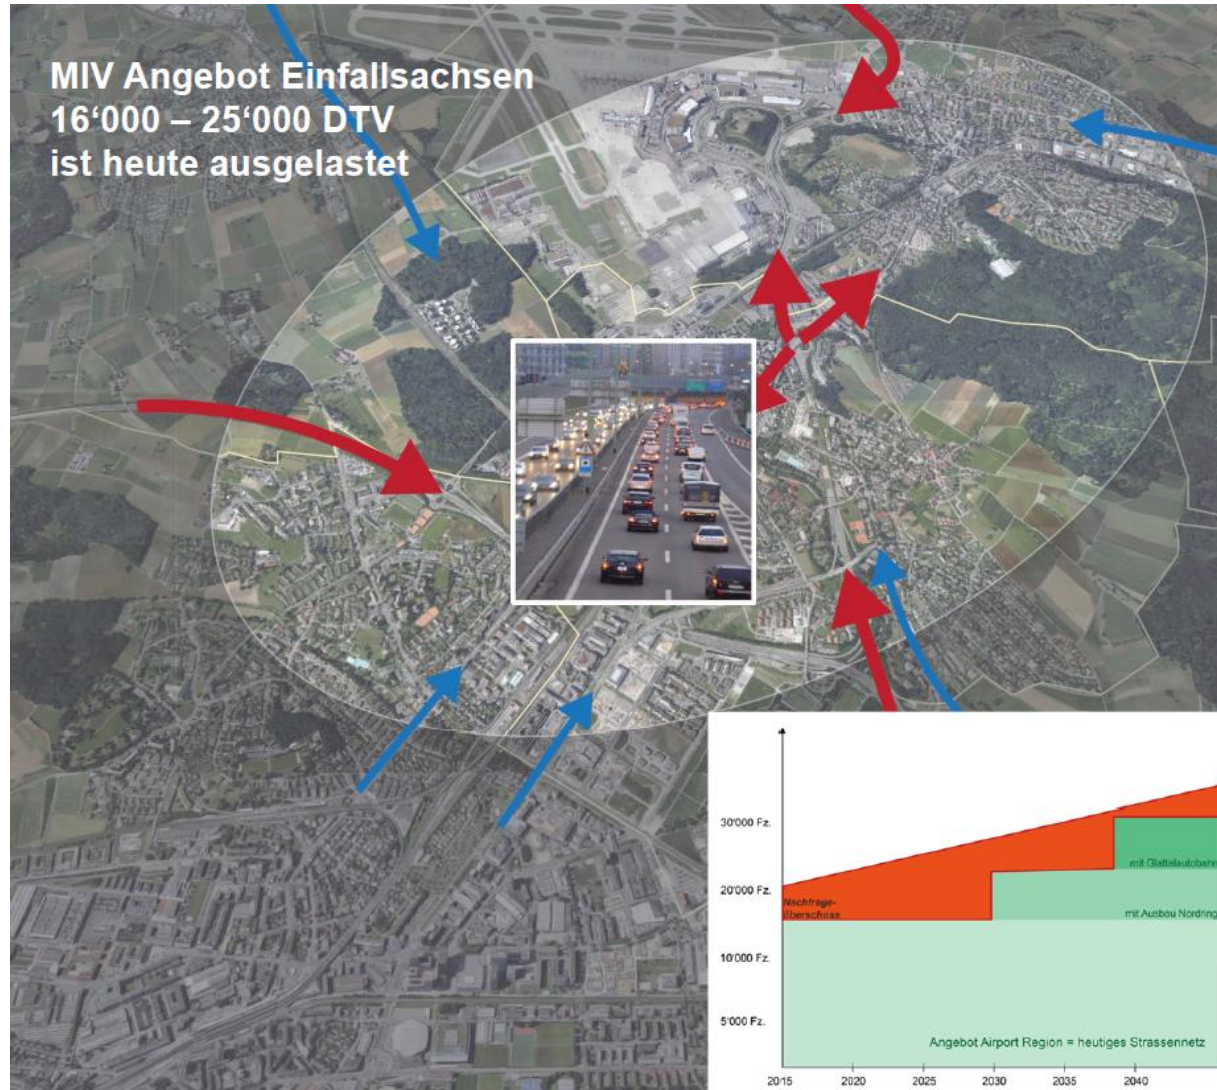 MIV Angebot Einfallsachsen
16‘000 – 25‘000 DTV
ist heute ausgelastet
30'000 Fz.
mit Glattalautobahn
20'000 Fz.
Nachfrage-
überschuss
mit Ausbau Nordring
10'000 Fz.
5'000 Fz.
Angebot Airport Region = heutiges Strassennetz
2015 2020 2025 2030 2035 2040